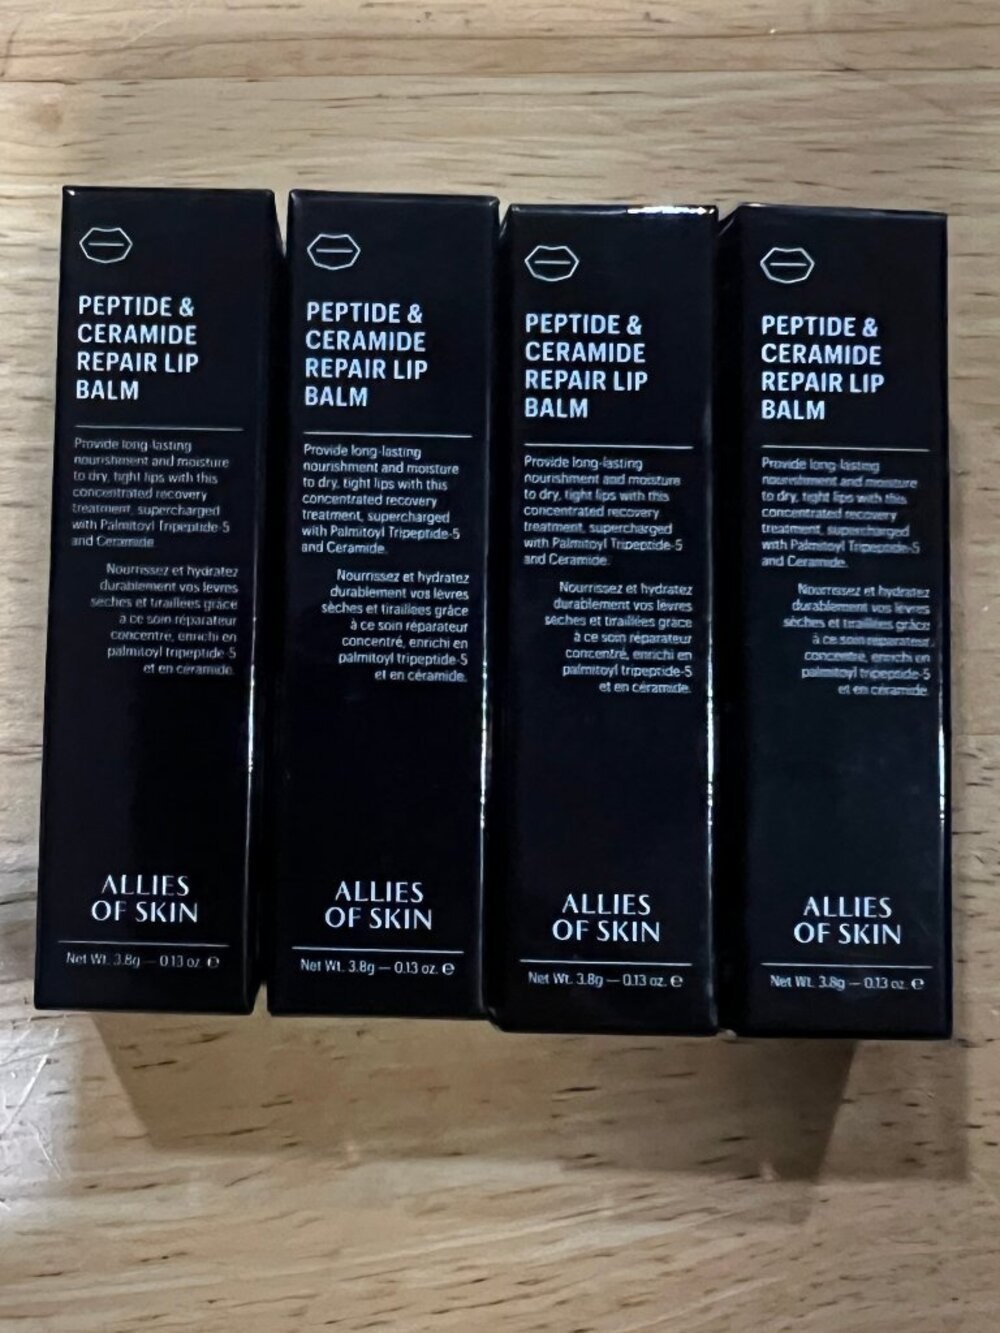 PEPTIDE &
CERAMIDE
REPAIR LIP
BALM
Provide long-lasting
nourishment and moisture
to dry, tight lips with this
concentrated recovery
treatment, supercharged
with Palmitoyl Tripeptide-5
and Ceramide.
Nourrissez et hydratez
durablement vos lèvres
sèches et tiraillées grâce
à ce soin réparateur
concentré, enrichi en
palmitoyl tripeptide-5
et en céramide.
ALLIES
OF SKIN
Net Wt. 3.8g — 0.13 oz. ℮
PEPTIDE &
CERAMIDE
REPAIR LIP
BALM
Provide long-lasting
nourishment and moisture
to dry, tight lips with this
concentrated recovery
treatment, supercharged
with Palmitoyl Tripeptide-5
and Ceramide.
Nourrissez et hydratez
durablement vos lèvres
sèches et tiraillées grâce
à ce soin réparateur
concentré, enrichi en
palmitoyl tripeptide-5
et en céramide.
ALLIES
OF SKIN
Net Wt. 3.8g — 0.13 oz. ℮
PEPTIDE &
CERAMIDE
REPAIR LIP
BALM
Provide long-lasting
nourishment and moisture
to dry, tight lips with this
concentrated recovery
treatment, supercharged
with Palmitoyl Tripeptide-5
and Ceramide.
Nourrissez et hydratez
durablement vos lèvres
sèches et tiraillées grâce
à ce soin réparateur
concentré, enrichi en
palmitoyl tripeptide-5
et en céramide.
ALLIES
OF SKIN
Net Wt. 3.8g — 0.13 oz. ℮
PEPTIDE &
CERAMIDE
REPAIR LIP
BALM
Provide long-lasting
nourishment and moisture
to dry, tight lips with this
concentrated recovery
treatment, supercharged
with Palmitoyl Tripeptide-5
and Ceramide.
Nourrissez et hydratez
durablement vos lèvres
sèches et tiraillées grâce
à ce soin réparateur
concentré, enrichi en
palmitoyl tripeptide-5
et en céramide.
ALLIES
OF SKIN
Net Wt. 3.8g — 0.13 oz. ℮